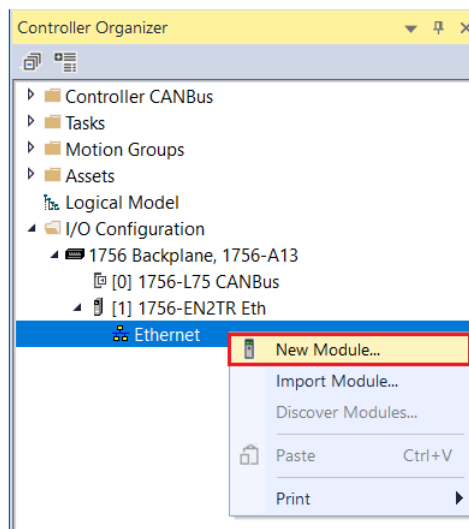 Controller Organizer
Controller CANBus
Tasks
Motion Groups
Assets
Logical Model
I/O Configuration
1756 Backplane, 1756-A13
[0] 1756-L75 CANBus
[1] 1756-EN2TR Eth
Ethernet
New Module...
Import Module...
Discover Modules...
Paste Ctrl+V
Print